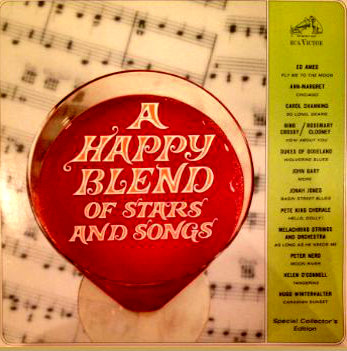 A
HAPPY
BLEND
OF STARS
AND SONGS
RCA VICTOR
ED AMES
FLY ME TO THE MOON
ANN-MARGRET
CHICAGO
CAROL CHANNING
SO LONG, DEARIE
BING CROSBY / ROSEMARY CLOONEY
HOW ABOUT YOU
DUKES OF DIXIELAND
WOLVERINE BLUES
JOHN GARY
MORE
JONAH JONES
BASIN STREET BLUES
PETE KING CHORALE
HELLO, DOLLY!
MELACHRINO STRINGS
AND ORCHESTRA
AS LONG AS HE NEEDS ME
PETER NERO
MOON RIVER
HELEN O'CONNELL
TANGERINE
HUGO WINTERHALTER
CANADIAN SUNSET
Special Collector's
Edition